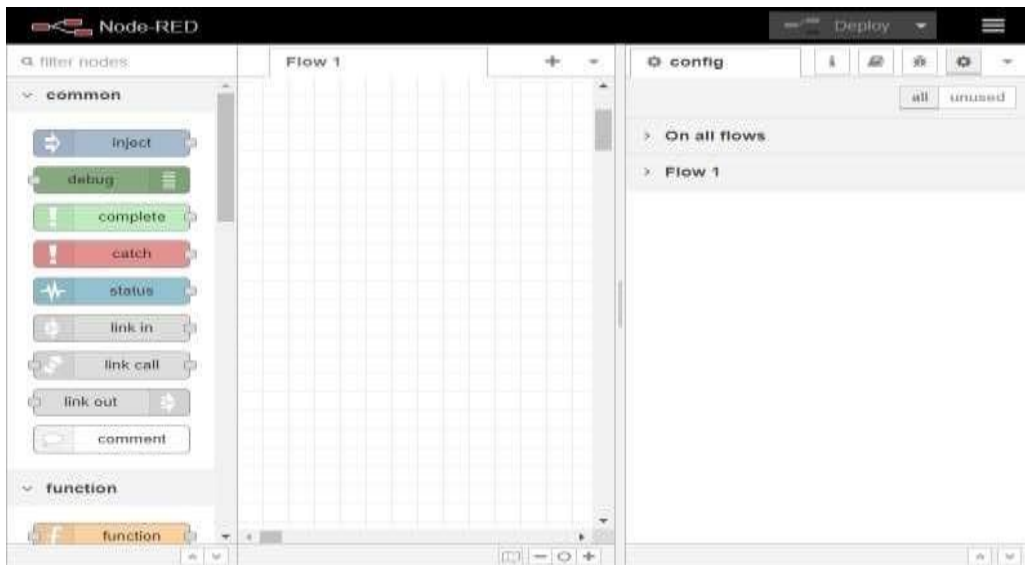 Node-RED
Deploy
filter nodes
common
inject
debug
complete
catch
status
link in
link call
link out
comment
function
function
Flow 1
config
all unused
On all flows
Flow 1